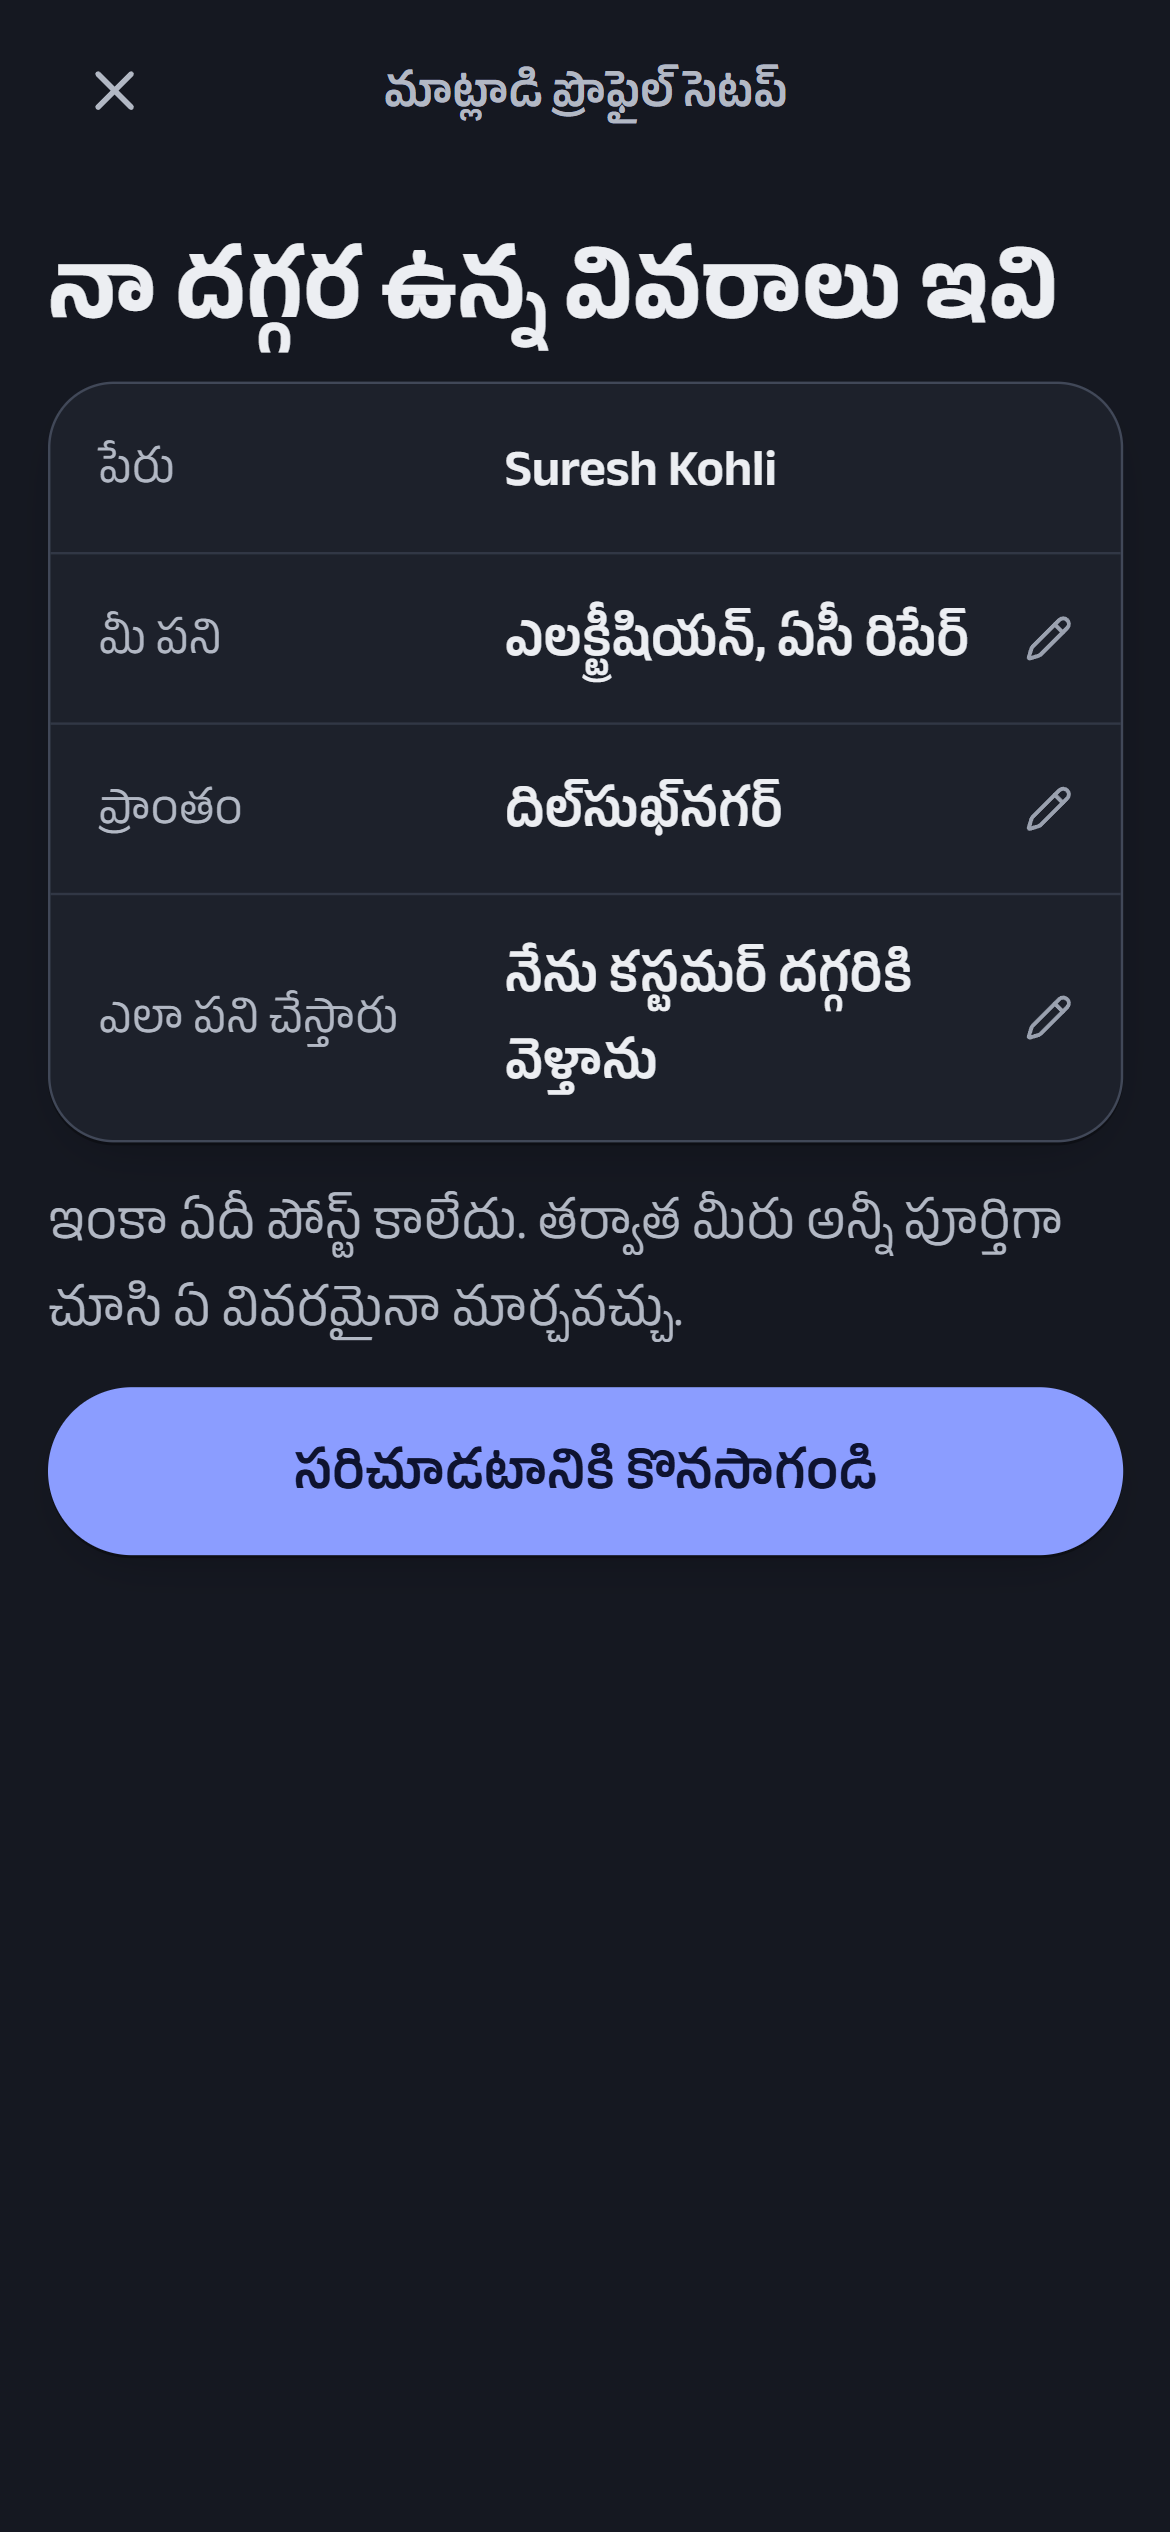 మాట్లాడి ప్రొఫైల్ సెటప్
నా దగ్గర ఉన్న వివరాలు ఇవి
పేరు
Suresh Kohli
మీ పని
ఎలక్ట్రీషియన్, ఏసీ రిపేర్
ప్రాంతం
దిల్‌సుఖ్‌నగర్
ఎలా పని చేస్తారు
నేను కస్టమర్ దగ్గరికి
వెళ్తాను
ఇంకా ఏదీ పోస్ట్ కాలేదు. తర్వాత మీరు అన్నీ పూర్తిగా
చూసి ఏ వివరమైనా మార్చవచ్చు.
సరిచూడటానికి కొనసాగండి